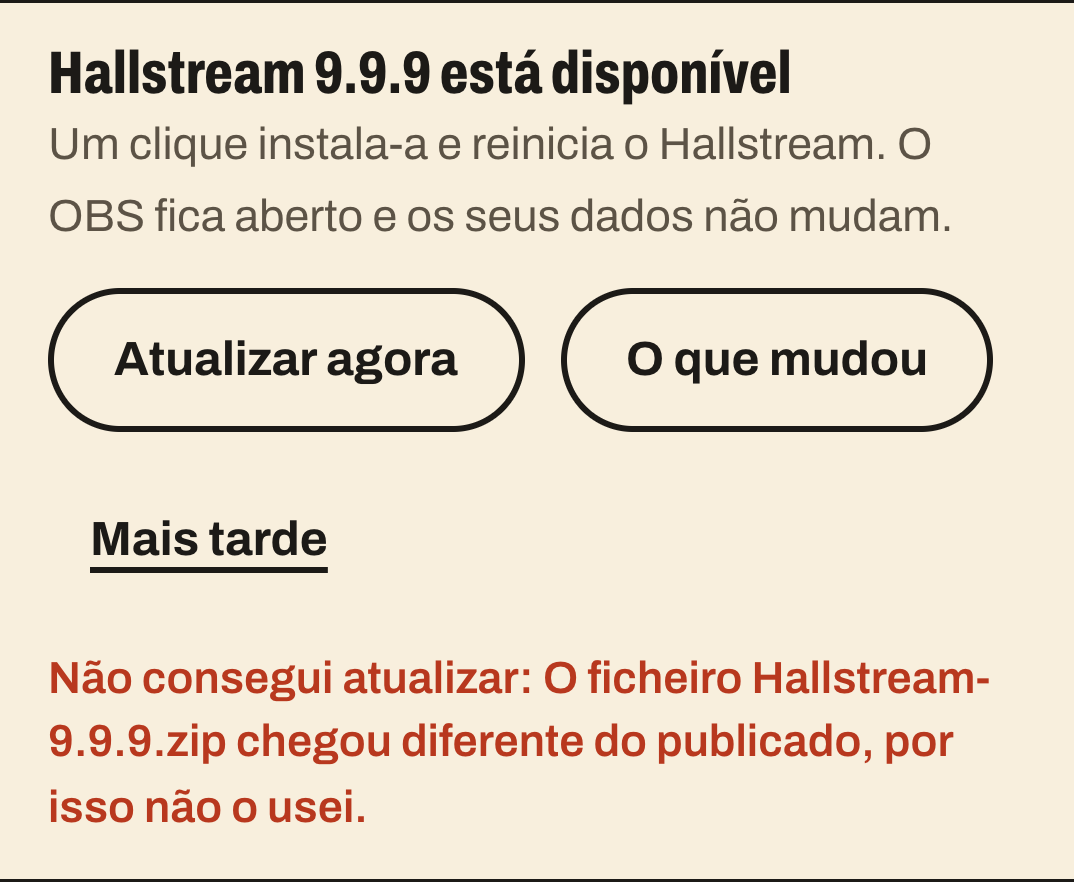 Hallstream 9.9.9 está disponível
Um clique instala-a e reinicia o Hallstream. O
OBS fica aberto e os seus dados não mudam.
Atualizar agora
O que mudou
Mais tarde
Não consegui atualizar: O ficheiro Hallstream-
9.9.9.zip chegou diferente do publicado, por
isso não o usei.